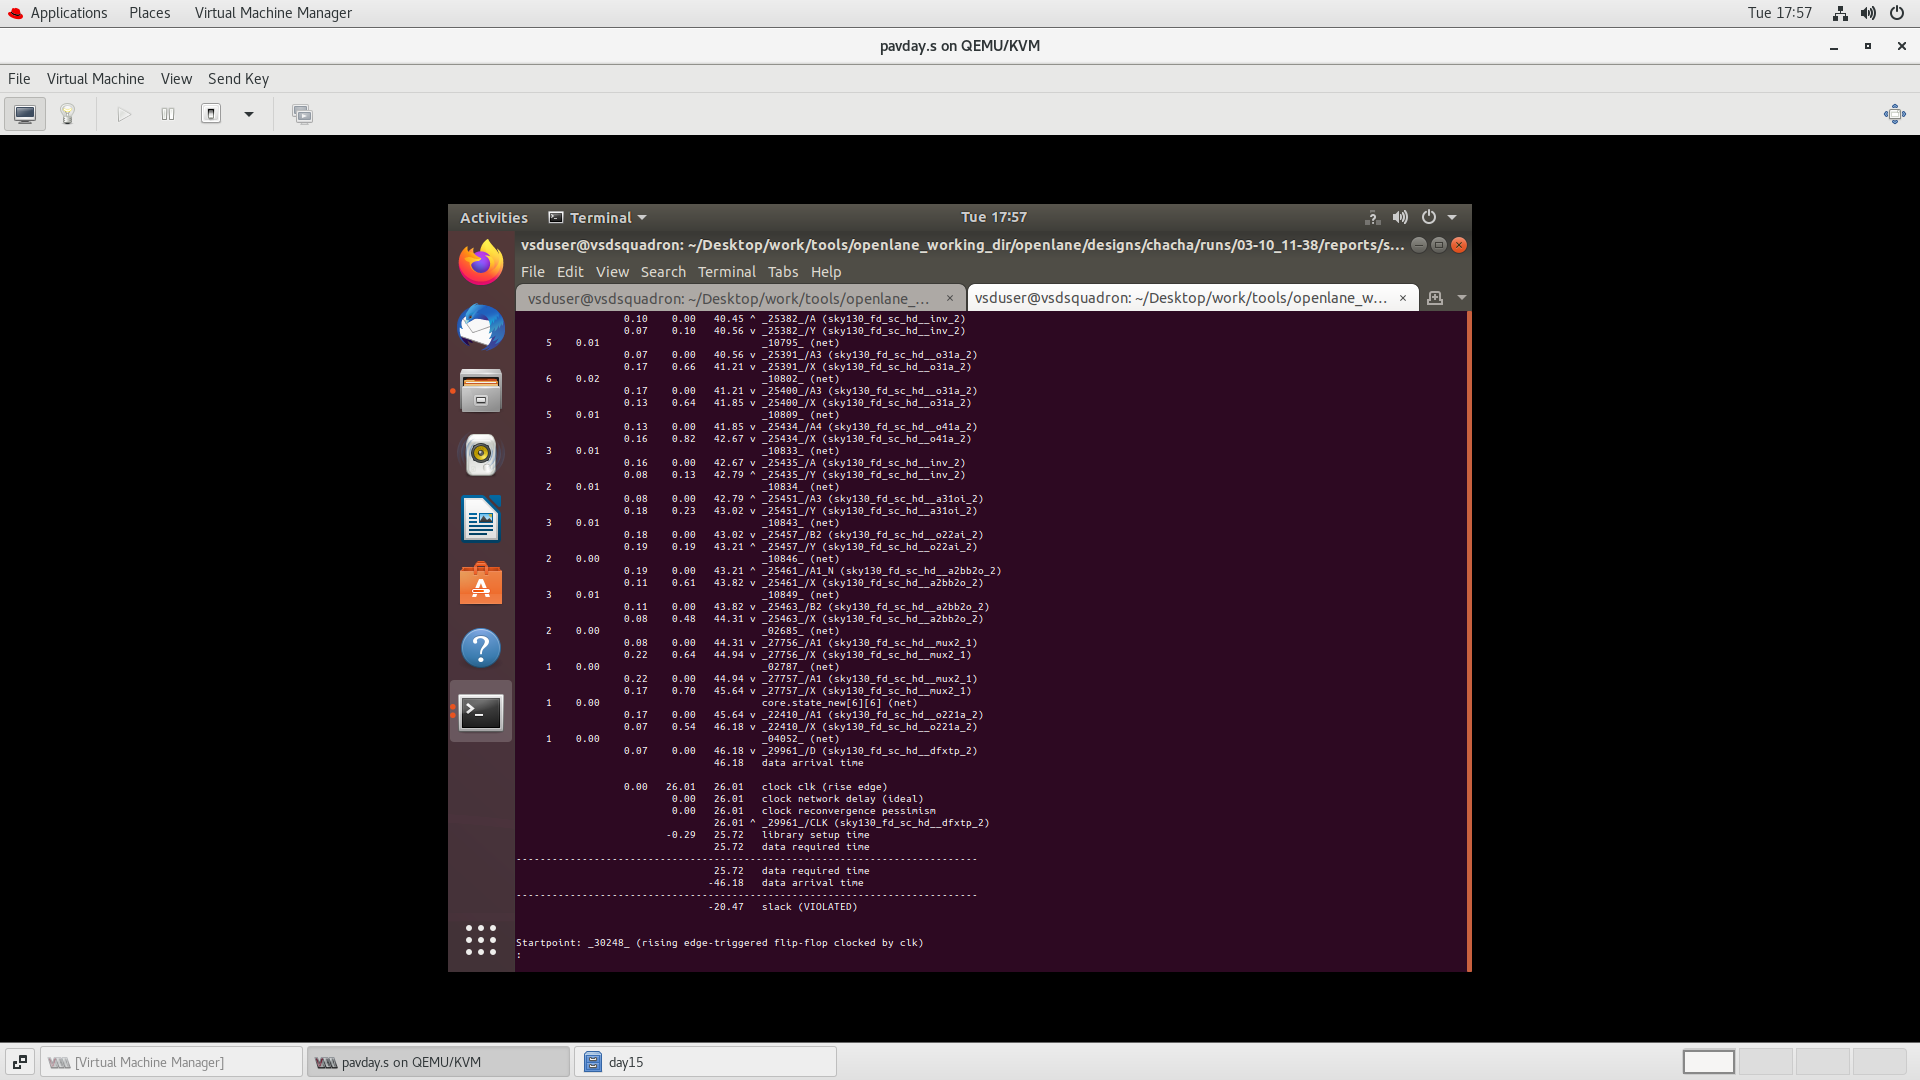 Applications Places Virtual Machine Manager Tue 17:57
pavday.s on QEMU/KVM
File Virtual Machine View Send Key
Activities Terminal Tue 17:57
vsduser@vsdsquadron: ~/Desktop/work/tools/openlane_working_dir/openlane/designs/chacha/runs/03-10_11-38/reports/s...
File Edit View Search Terminal Tabs Help
vsduser@vsdsquadron: ~/Desktop/work/tools/openlane_... × vsduser@vsdsquadron: ~/Desktop/work/tools/openlane_w... ×
0.10 0.00 40.45 ^ _25382_/A (sky130_fd_sc_hd__inv_2)
0.07 0.10 40.56 v _25382_/Y (sky130_fd_sc_hd__inv_2)
5 0.01 _10795_ (net)
0.07 0.00 40.56 v _25391_/A3 (sky130_fd_sc_hd__o31a_2)
0.17 0.66 41.21 v _25391_/X (sky130_fd_sc_hd__o31a_2)
6 0.02 _10802_ (net)
0.17 0.00 41.21 v _25400_/A3 (sky130_fd_sc_hd__o31a_2)
0.13 0.64 41.85 v _25400_/X (sky130_fd_sc_hd__o31a_2)
5 0.01 _10809_ (net)
0.13 0.00 41.85 v _25434_/A4 (sky130_fd_sc_hd__o41a_2)
0.16 0.82 42.67 v _25434_/X (sky130_fd_sc_hd__o41a_2)
3 0.01 _10833_ (net)
0.16 0.00 42.67 v _25435_/A (sky130_fd_sc_hd__inv_2)
0.08 0.13 42.79 ^ _25435_/Y (sky130_fd_sc_hd__inv_2)
2 0.01 _10834_ (net)
0.08 0.00 42.79 ^ _25451_/A3 (sky130_fd_sc_hd__a31oi_2)
0.18 0.23 43.02 v _25451_/Y (sky130_fd_sc_hd__a31oi_2)
3 0.01 _10843_ (net)
0.18 0.00 43.02 v _25457_/B2 (sky130_fd_sc_hd__o22ai_2)
0.19 0.19 43.21 ^ _25457_/Y (sky130_fd_sc_hd__o22ai_2)
2 0.00 _10846_ (net)
0.19 0.00 43.21 ^ _25461_/A1_N (sky130_fd_sc_hd__a2bb2o_2)
0.11 0.61 43.82 v _25461_/X (sky130_fd_sc_hd__a2bb2o_2)
3 0.01 _10849_ (net)
0.11 0.00 43.82 v _25463_/B2 (sky130_fd_sc_hd__a2bb2o_2)
0.08 0.48 44.31 v _25463_/X (sky130_fd_sc_hd__a2bb2o_2)
2 0.00 _02685_ (net)
0.08 0.00 44.31 v _27756_/A1 (sky130_fd_sc_hd__mux2_1)
0.22 0.64 44.94 v _27756_/X (sky130_fd_sc_hd__mux2_1)
1 0.00 _02787_ (net)
0.22 0.00 44.94 v _27757_/A1 (sky130_fd_sc_hd__mux2_1)
0.17 0.70 45.64 v _27757_/X (sky130_fd_sc_hd__mux2_1)
1 0.00 core.state_new[6][6] (net)
0.17 0.00 45.64 v _22410_/A1 (sky130_fd_sc_hd__o221a_2)
0.07 0.54 46.18 v _22410_/X (sky130_fd_sc_hd__o221a_2)
1 0.00 _04052_ (net)
0.07 0.00 46.18 v _29961_/D (sky130_fd_sc_hd__dfxtp_2)
46.18 data arrival time
0.00 26.01 26.01 clock clk (rise edge)
0.00 26.01 clock network delay (ideal)
0.00 26.01 clock reconvergence pessimism
26.01 ^ _29961_/CLK (sky130_fd_sc_hd__dfxtp_2)
-0.29 25.72 library setup time
25.72 data required time
-----------------------------------------------------------------------------
25.72 data required time
-46.18 data arrival time
-----------------------------------------------------------------------------
-20.47 slack (VIOLATED)
Startpoint: _30248_ (rising edge-triggered flip-flop clocked by clk)
:
[Virtual Machine Manager] pavday.s on QEMU/KVM day15